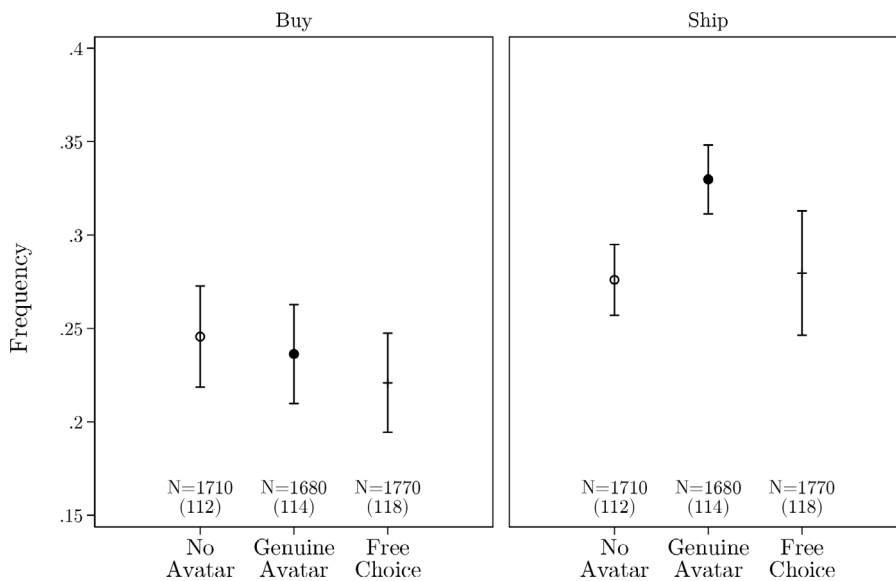 Buy
Ship
Frequency
.4
.35
.3
.25
.2
.15
N=1710
(112)
N=1680
(114)
N=1770
(118)
N=1710
(112)
N=1680
(114)
N=1770
(118)
No
Avatar
Genuine
Avatar
Free
Choice
No
Avatar
Genuine
Avatar
Free
Choice